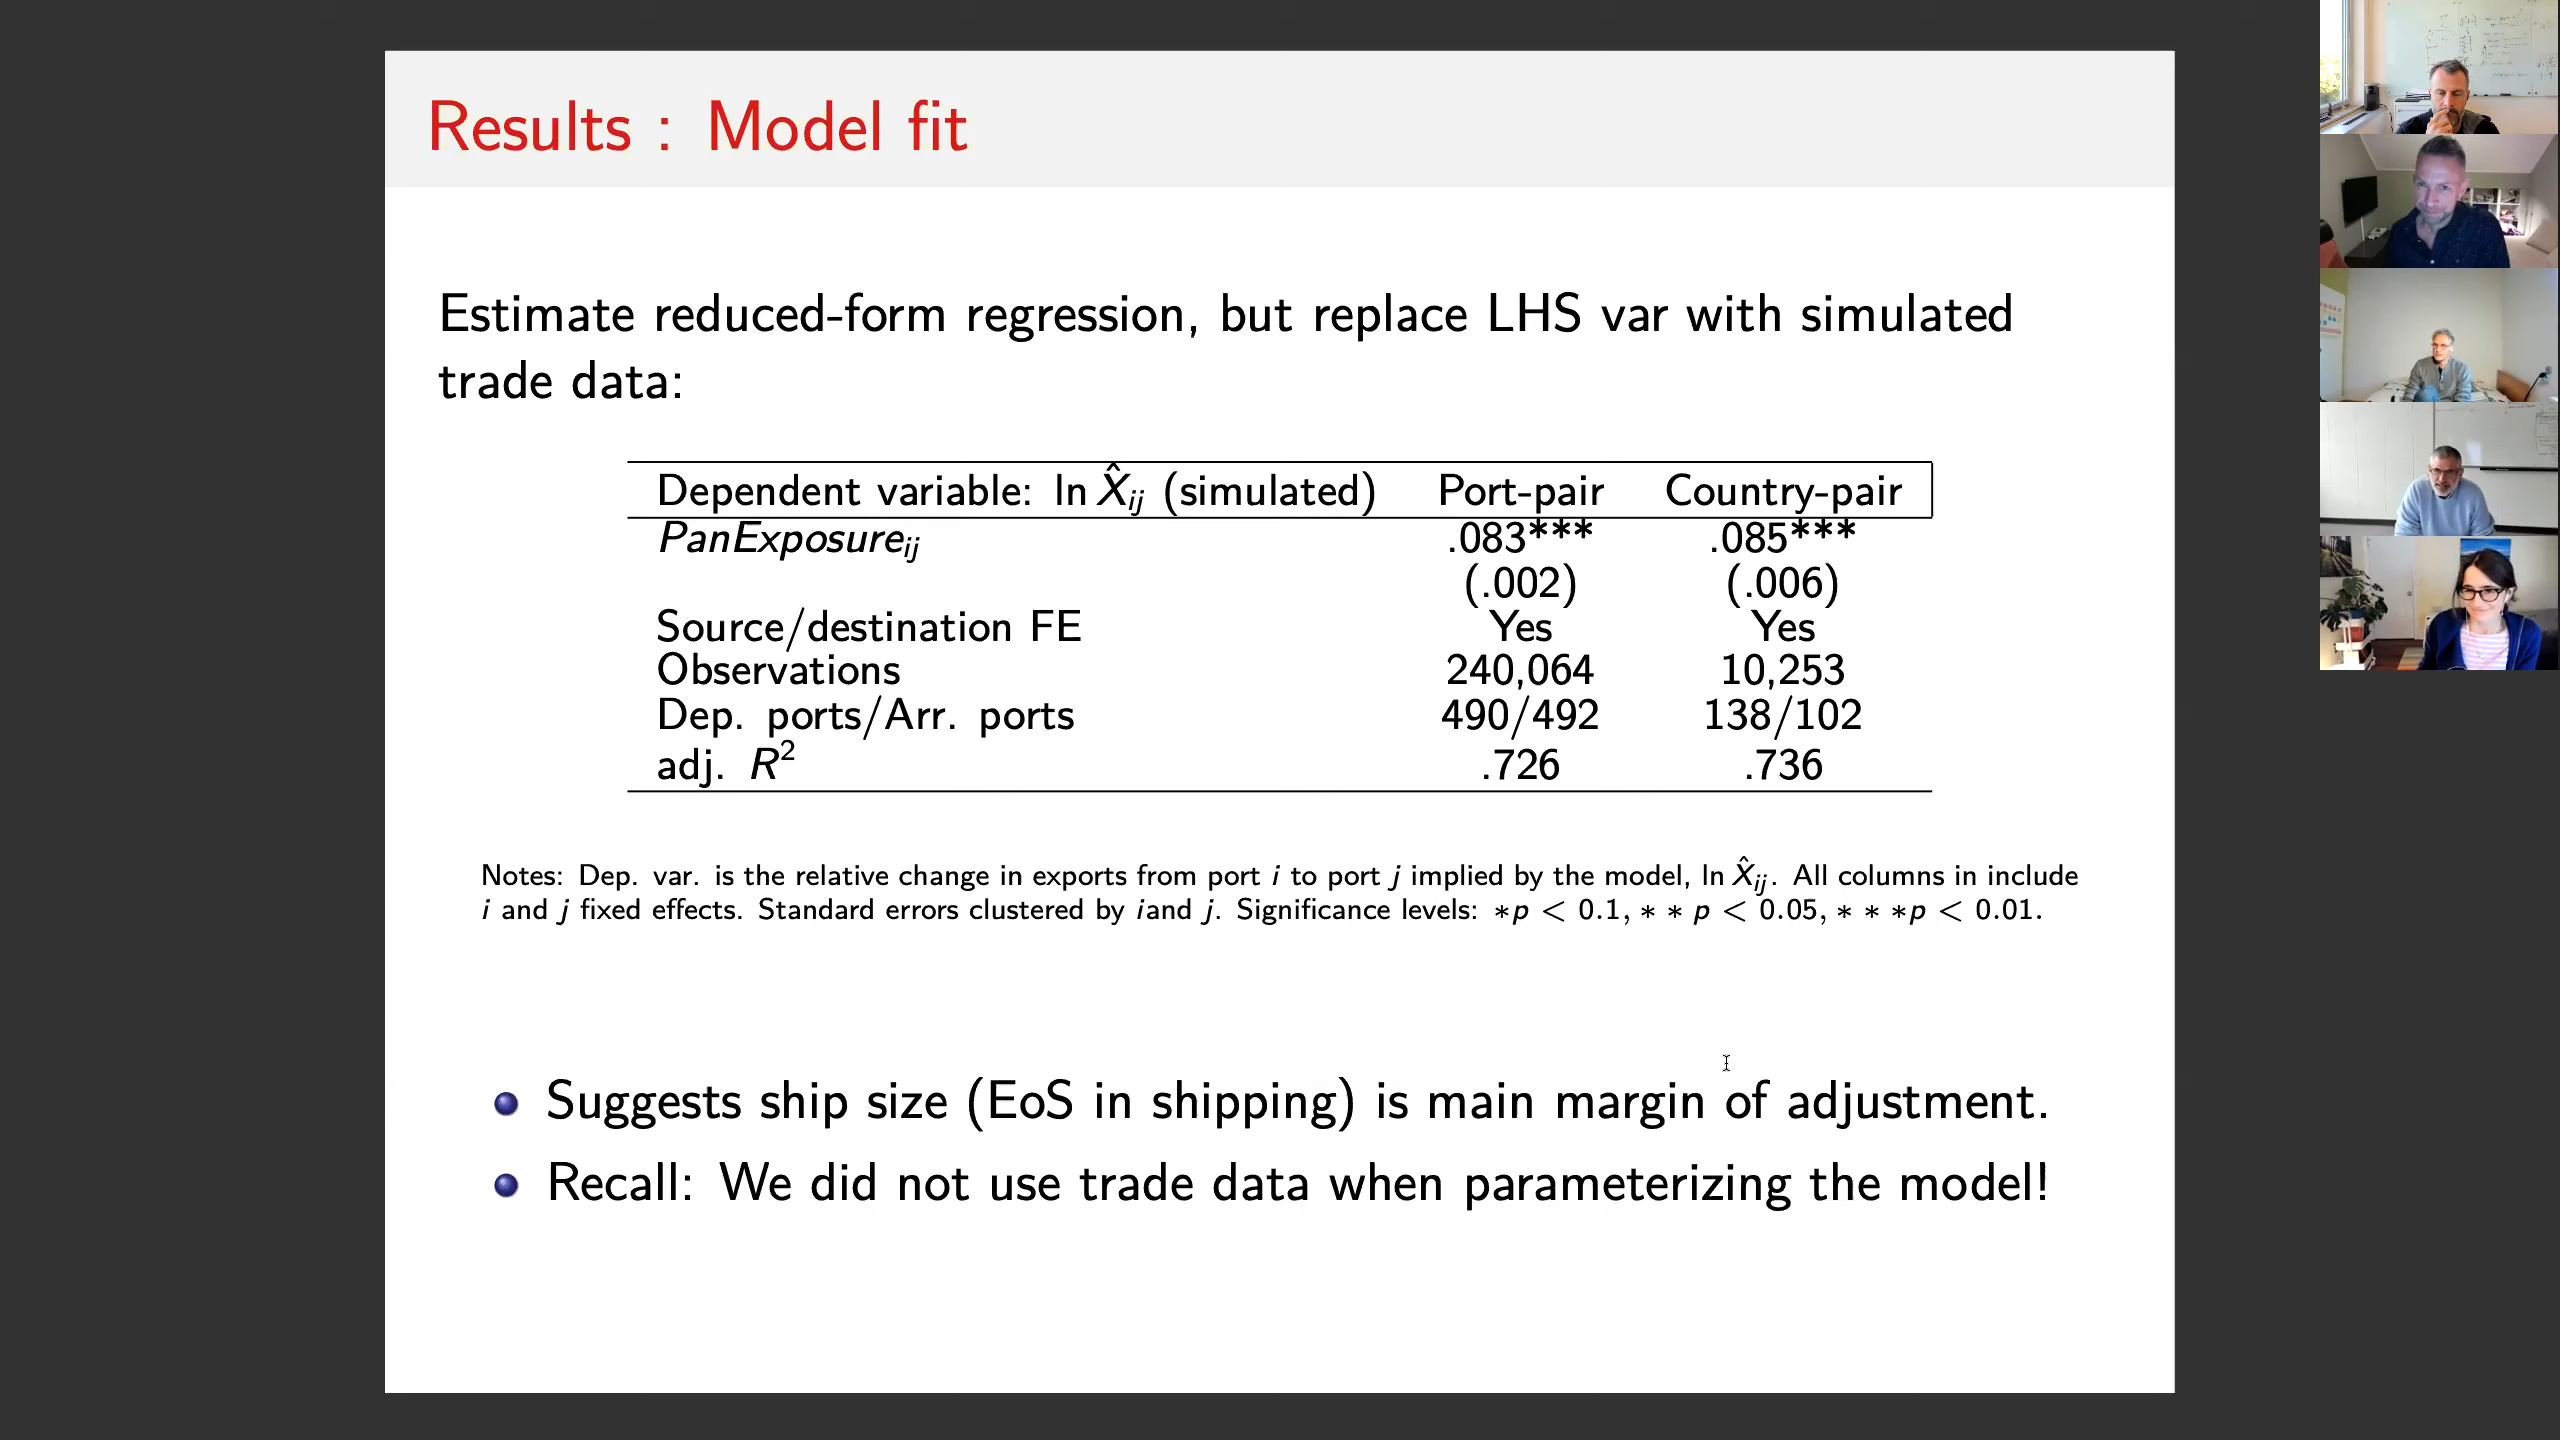 Results : Model fit
Estimate reduced-form regression, but replace LHS var with simulated
trade data:
Dependent variable: ln X̂ij (simulated) Port-pair Country-pair
PanExposureij .083*** .085***
(.002) (.006)
Source/destination FE Yes Yes
Observations 240,064 10,253
Dep. ports/Arr. ports 490/492 138/102
adj. R² .726 .736
Notes: Dep. var. is the relative change in exports from port i to port j implied by the model, ln X̂ij. All columns in include
i and j fixed effects. Standard errors clustered by iand j. Significance levels: ∗p < 0.1, ∗ ∗ p < 0.05, ∗ ∗ ∗p < 0.01.
Suggests ship size (EoS in shipping) is main margin of adjustment.
Recall: We did not use trade data when parameterizing the model!